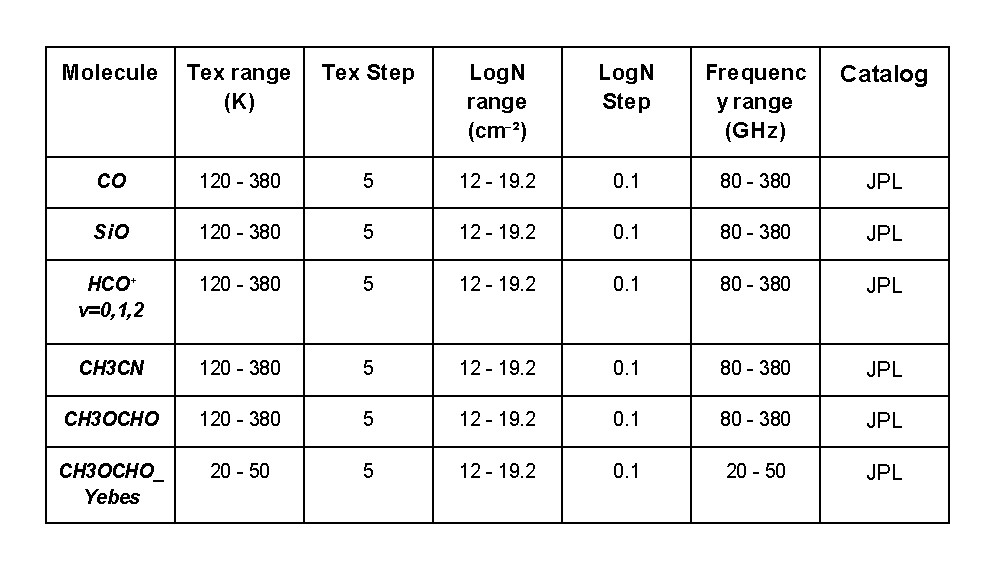 Molecule Tex range (K) Tex Step LogN range (cm⁻²) LogN Step Frequency range (GHz) Catalog
CO 120 - 380 5 12 - 19.2 0.1 80 - 380 JPL
SiO 120 - 380 5 12 - 19.2 0.1 80 - 380 JPL
HCO⁺ v=0,1,2 120 - 380 5 12 - 19.2 0.1 80 - 380 JPL
CH3CN 120 - 380 5 12 - 19.2 0.1 80 - 380 JPL
CH3OCHO 120 - 380 5 12 - 19.2 0.1 80 - 380 JPL
CH3OCHO_Yebes 20 - 50 5 12 - 19.2 0.1 20 - 50 JPL